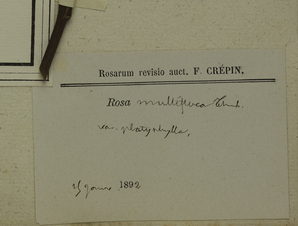 Rosarum revisio auct. F. CRÉPIN.
Rosa multiflora Thunb.
var. platyphylla,
1892